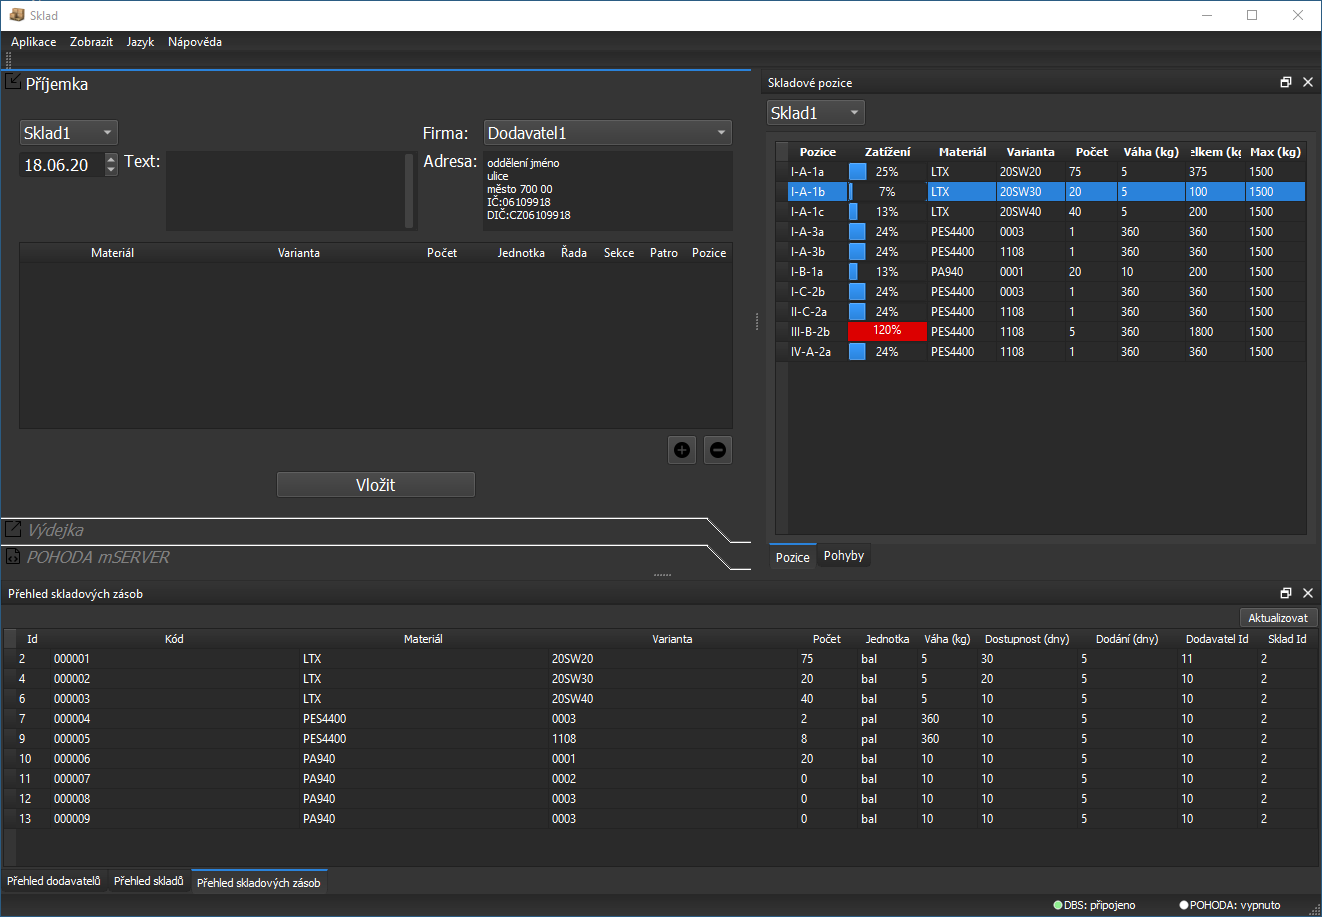 Sklad
Aplikace Zobrazit Jazyk Nápověda
Příjemka
Sklad1
Firma: Dodavatel1
18.06.20 Text:
Adresa: oddělení jméno
ulice
město 700 00
IČ:06109918
DIČ:CZ06109918
Materiál Varianta Počet Jednotka Řada Sekce Patro Pozice
Vložit
Výdejka
POHODA mSERVER
Skladové pozice
Sklad1
Pozice Zatížení Materiál Varianta Počet Váha (kg) elkem (kg Max (kg)
I-A-1a 25% LTX 20SW20 75 5 375 1500
I-A-1b 7% LTX 20SW30 20 5 100 1500
I-A-1c 13% LTX 20SW40 40 5 200 1500
I-A-3a 24% PES4400 0003 1 360 360 1500
I-A-3b 24% PES4400 1108 1 360 360 1500
I-B-1a 13% PA940 0001 20 10 200 1500
I-C-2b 24% PES4400 0003 1 360 360 1500
II-C-2a 24% PES4400 1108 1 360 360 1500
III-B-2b 120% PES4400 1108 5 360 1800 1500
IV-A-2a 24% PES4400 1108 1 360 360 1500
Pozice Pohyby
Přehled skladových zásob
Aktualizovat
Id Kód Materiál Varianta Počet Jednotka Váha (kg) Dostupnost (dny) Dodání (dny) Dodavatel Id Sklad Id
2 000001 LTX 20SW20 75 bal 5 30 5 11 2
4 000002 LTX 20SW30 20 bal 5 20 5 10 2
6 000003 LTX 20SW40 40 bal 5 10 5 10 2
7 000004 PES4400 0003 2 pal 360 10 5 10 2
9 000005 PES4400 1108 8 pal 360 10 5 10 2
10 000006 PA940 0001 20 bal 10 10 5 10 2
11 000007 PA940 0002 0 bal 10 10 5 10 2
12 000008 PA940 0003 0 bal 10 10 5 10 2
13 000009 PA940 0003 0 bal 10 10 5 10 2
Přehled dodavatelů Přehled skladů Přehled skladových zásob
DBS: připojeno POHODA: vypnuto